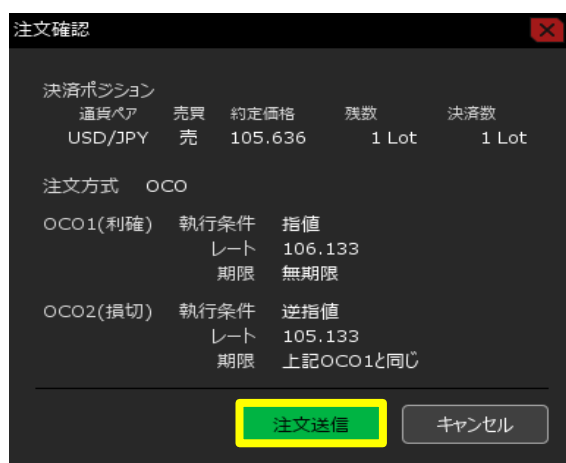 注文確認
決済ポジション
通貨ペア 売買 約定価格 残数 決済数
USD/JPY 売 105.636 1 Lot 1 Lot
注文方式 OCO
OCO1(利確) 執行条件 指値
レート 106.133
期限 無期限
OCO2(損切) 執行条件 逆指値
レート 105.133
期限 上記OCO1と同じ
注文送信 キャンセル